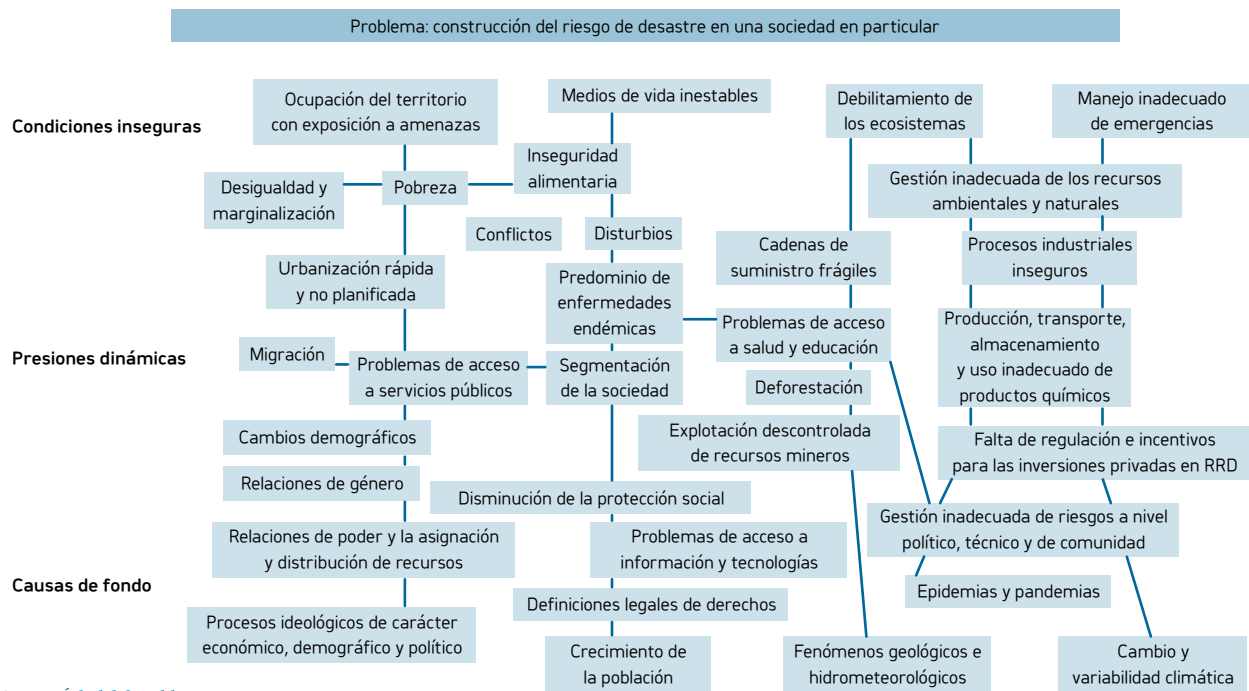 Problema: construcción del riesgo de desastre en una sociedad en particular
Condiciones inseguras
Ocupación del territorio
con exposición a amenazas
Medios de vida inestables
Debilitamiento de
los ecosistemas
Manejo inadecuado
de emergencias
Desigualdad y
marginalización
Pobreza
Inseguridad
alimentaria
Gestión inadecuada de los recursos
ambientales y naturales
Conflictos
Disturbios
Cadenas de
suministro frágiles
Procesos industriales
inseguros
Urbanización rápida
y no planificada
Predominio de
enfermedades
endémicas
Presiones dinámicas
Migración
Problemas de acceso
a servicios públicos
Segmentación
de la sociedad
Problemas de acceso
a salud y educación
Producción, transporte,
almacenamiento
y uso inadecuado de
productos químicos
Deforestación
Cambios demográficos
Explotación descontrolada
de recursos mineros
Falta de regulación e incentivos
para las inversiones privadas en RRD
Relaciones de género
Disminución de la protección social
Gestión inadecuada de riesgos a nivel
político, técnico y de comunidad
Causas de fondo
Relaciones de poder y la asignación
y distribución de recursos
Problemas de acceso a
información y tecnologías
Epidemias y pandemias
Definiciones legales de derechos
Procesos ideológicos de carácter
económico, demográfico y político
Crecimiento de
la población
Fenómenos geológicos e
hidrometeorológicos
Cambio y
variabilidad climática